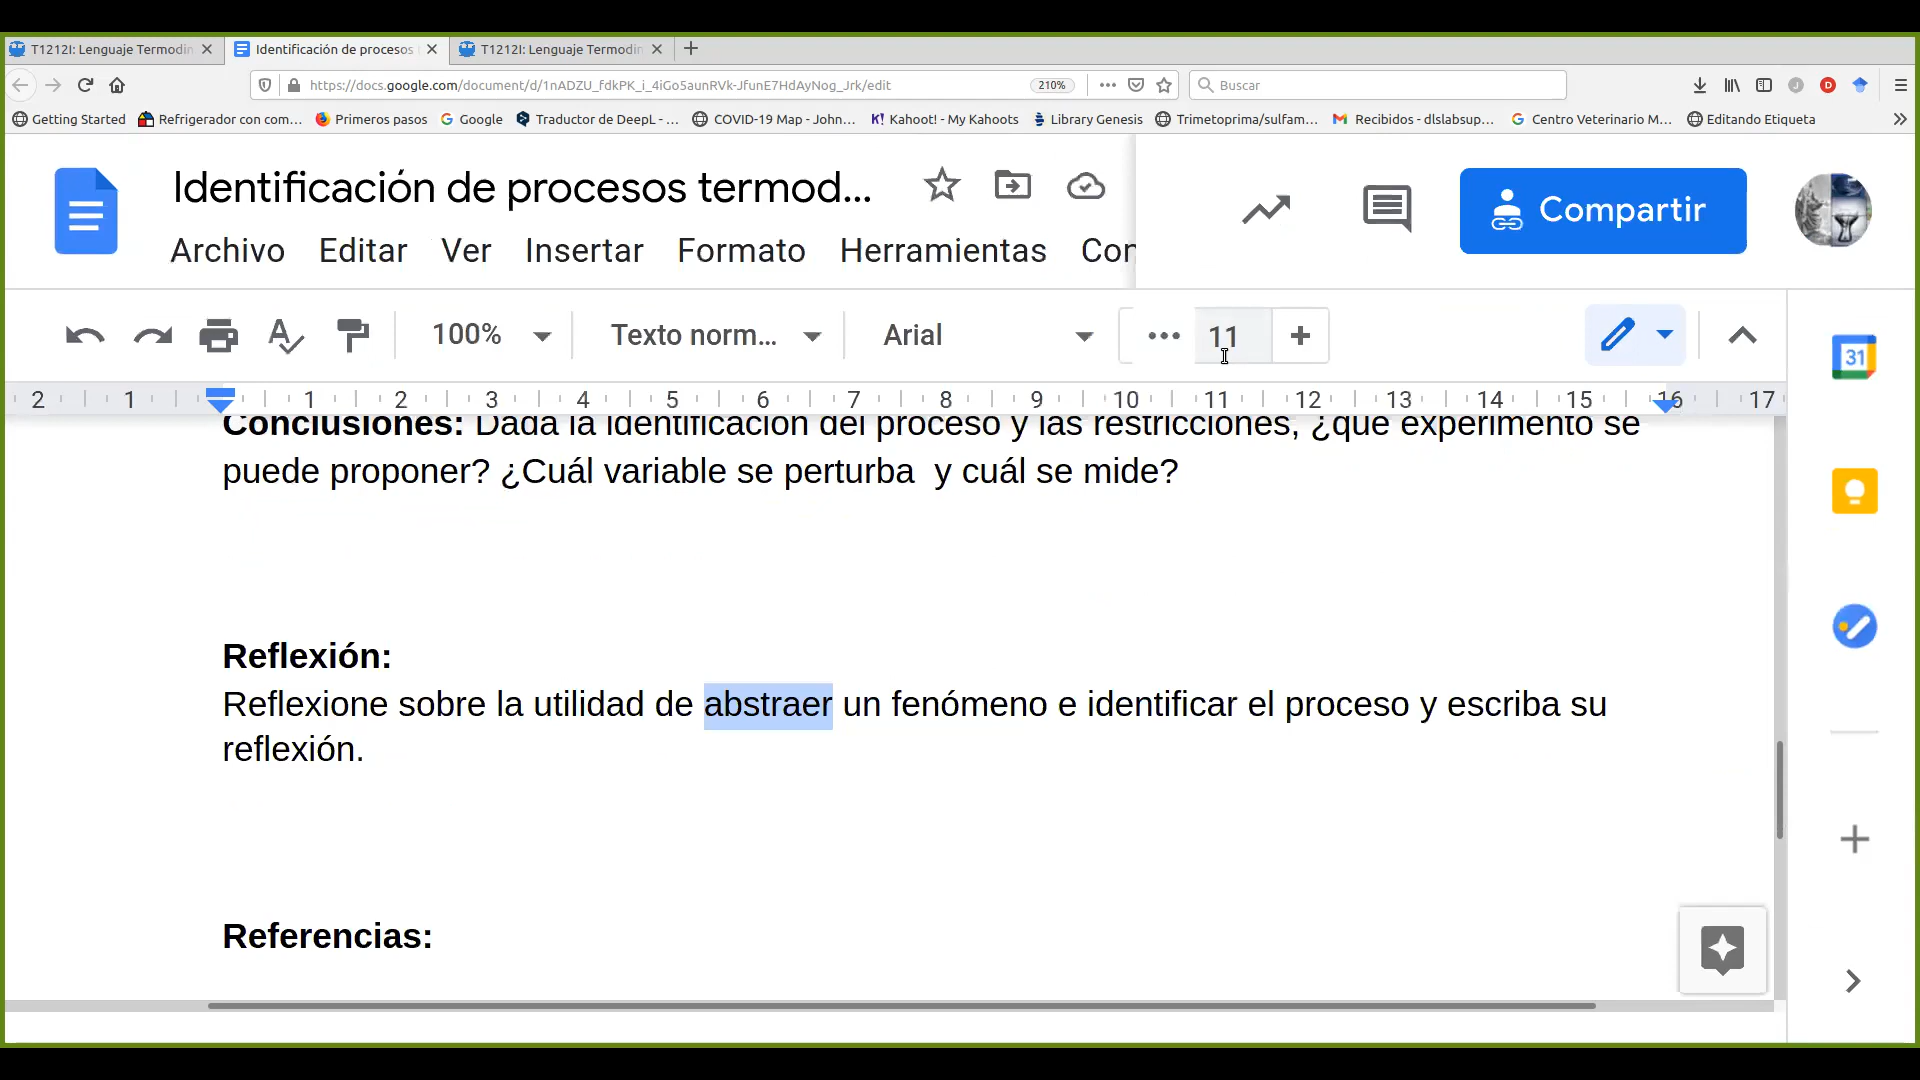 T1212I: Lenguaje Termodin
Identificación de procesos
T1212I: Lenguaje Termodin
https://docs.google.com/document/d/1nADZU_fdkPK_i_4iGo5aunRVk-JfunE7HdAyNog_Jrk/edit
210%
Buscar
Getting Started
Refrigerador con com…
Primeros pasos
Google
Traductor de DeepL - …
COVID-19 Map - John…
Kahoot! - My Kahoots
Library Genesis
Trimetoprima/sulfam…
Recibidos - dlslabsup…
Centro Veterinario M…
Editando Etiqueta
Identificación de procesos termod...
Archivo Editar Ver Insertar Formato Herramientas Con
Compartir
100%
Texto norm...
Arial
11
31
2 1 1 2 3 4 5 6 7 8 9 10 11 12 13 14 15 16 17
Conclusiones: Dada la identificación del proceso y las restricciones, ¿qué experimento se
puede proponer? ¿Cuál variable se perturba  y cuál se mide?
Reflexión:
Reflexione sobre la utilidad de abstraer un fenómeno e identificar el proceso y escriba su
reflexión.
Referencias: